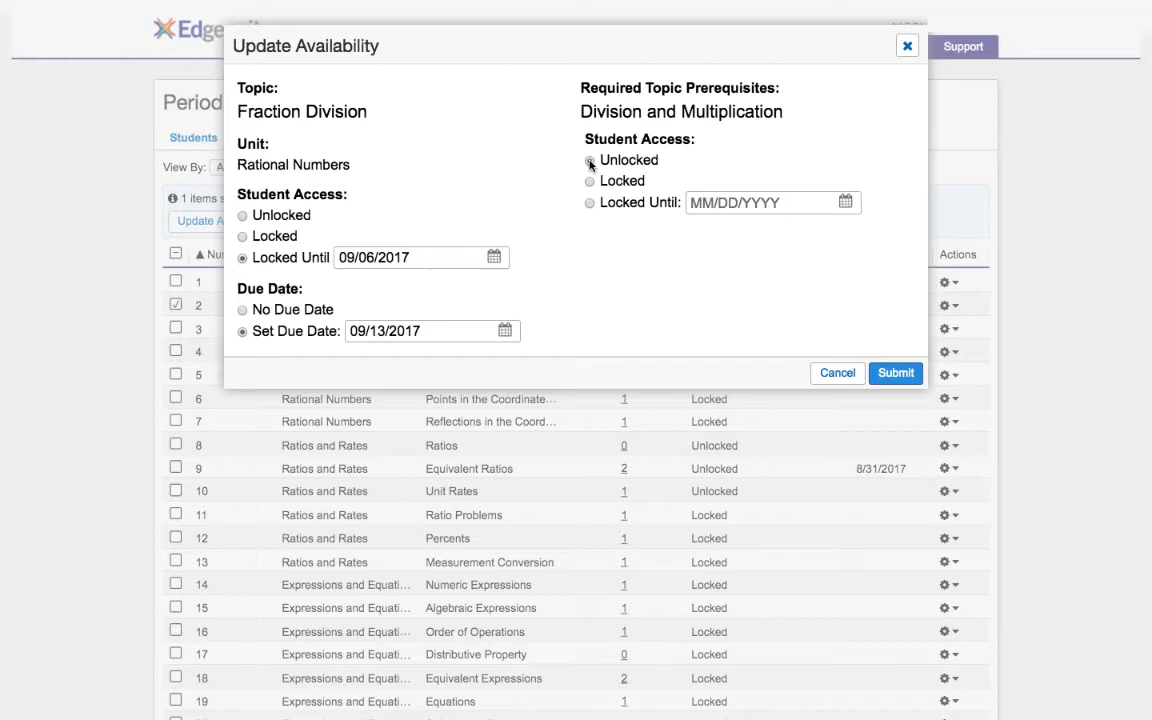 Edge
Update Availability
Support
Topic:
Fraction Division
Required Topic Prerequisites:
Division and Multiplication
Period
Students
Unit:
Rational Numbers
Student Access:
Unlocked
Locked
Locked Until: MM/DD/YYYY
View By: A
1 items s
Update A
Student Access:
Unlocked
Locked
Locked Until 09/06/2017
Due Date:
No Due Date
Set Due Date: 09/13/2017
Cancel Submit
▲ Nu Actions
1
2
3
4
5
6 Rational Numbers Points in the Coordinate... 1 Locked
7 Rational Numbers Reflections in the Coord... 1 Locked
8 Ratios and Rates Ratios 0 Unlocked
9 Ratios and Rates Equivalent Ratios 2 Unlocked 8/31/2017
10 Ratios and Rates Unit Rates 1 Unlocked
11 Ratios and Rates Ratio Problems 1 Locked
12 Ratios and Rates Percents 1 Locked
13 Ratios and Rates Measurement Conversion 1 Locked
14 Expressions and Equati... Numeric Expressions 1 Locked
15 Expressions and Equati... Algebraic Expressions 1 Locked
16 Expressions and Equati... Order of Operations 1 Locked
17 Expressions and Equati... Distributive Property 0 Locked
18 Expressions and Equati... Equivalent Expressions 2 Locked
19 Expressions and Equati... Equations 1 Locked